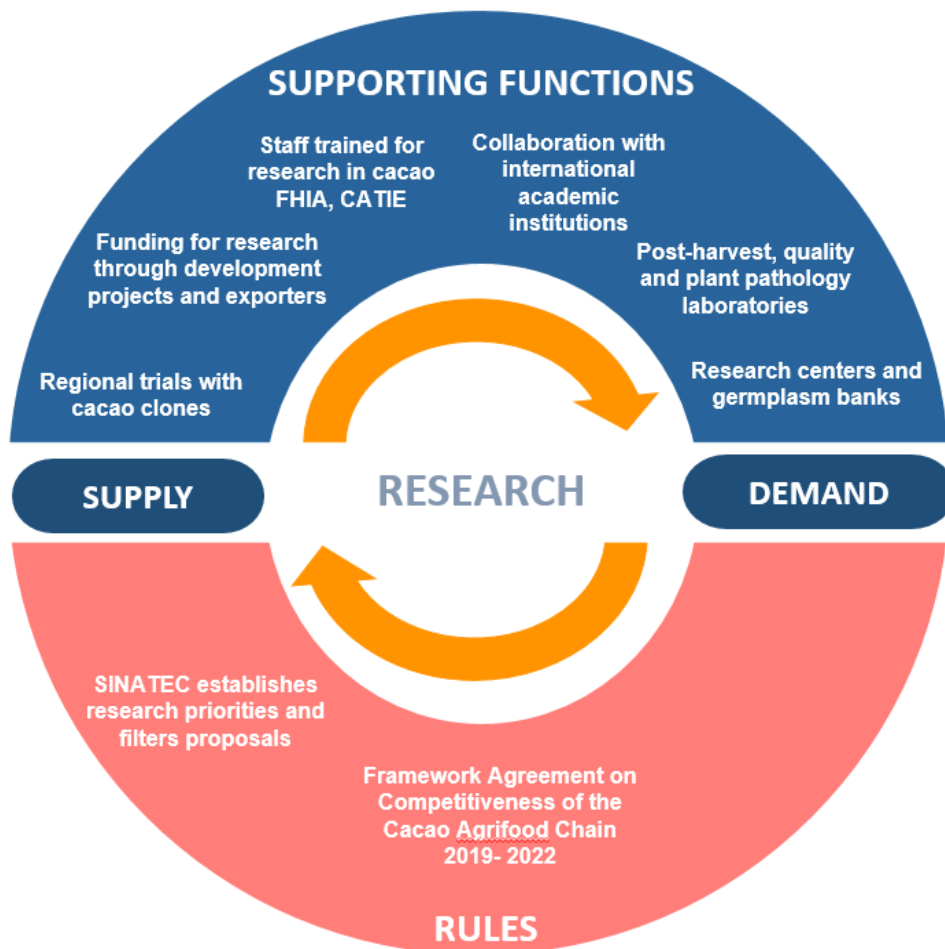 SUPPORTING FUNCTIONS
Staff trained for
research in cacao
FHIA, CATIE
Collaboration with
international
academic
institutions
Funding for research
through development
projects and exporters
Post-harvest, quality
and plant pathology
laboratories
Regional trials with
cacao clones
Research centers and
germplasm banks
SUPPLY
RESEARCH
DEMAND
SINATEC establishes
research priorities and
filters proposals
Framework Agreement on
Competitiveness of the
Cacao Agrifood Chain
2019- 2022
RULES